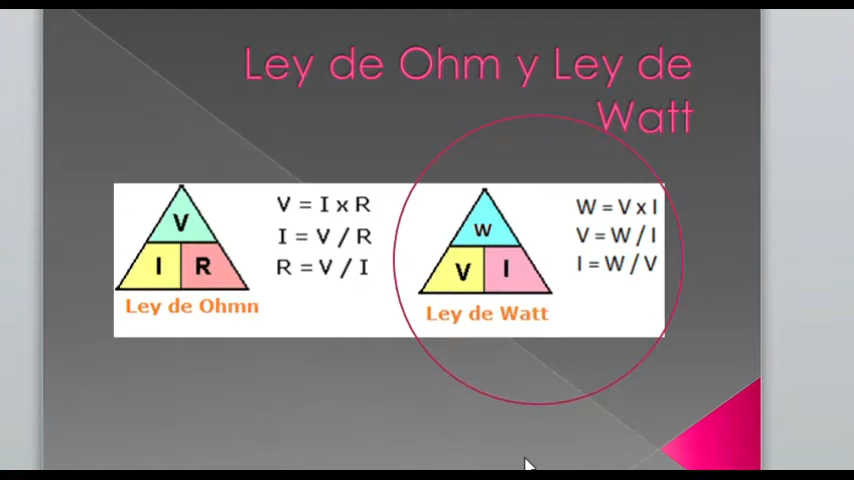 Ley de Ohm y Ley de
Watt
V
I R
V = I x R
I = V / R
R = V / I
Ley de Ohmn
W
V I
W = V x I
V = W / I
I = W / V
Ley de Watt